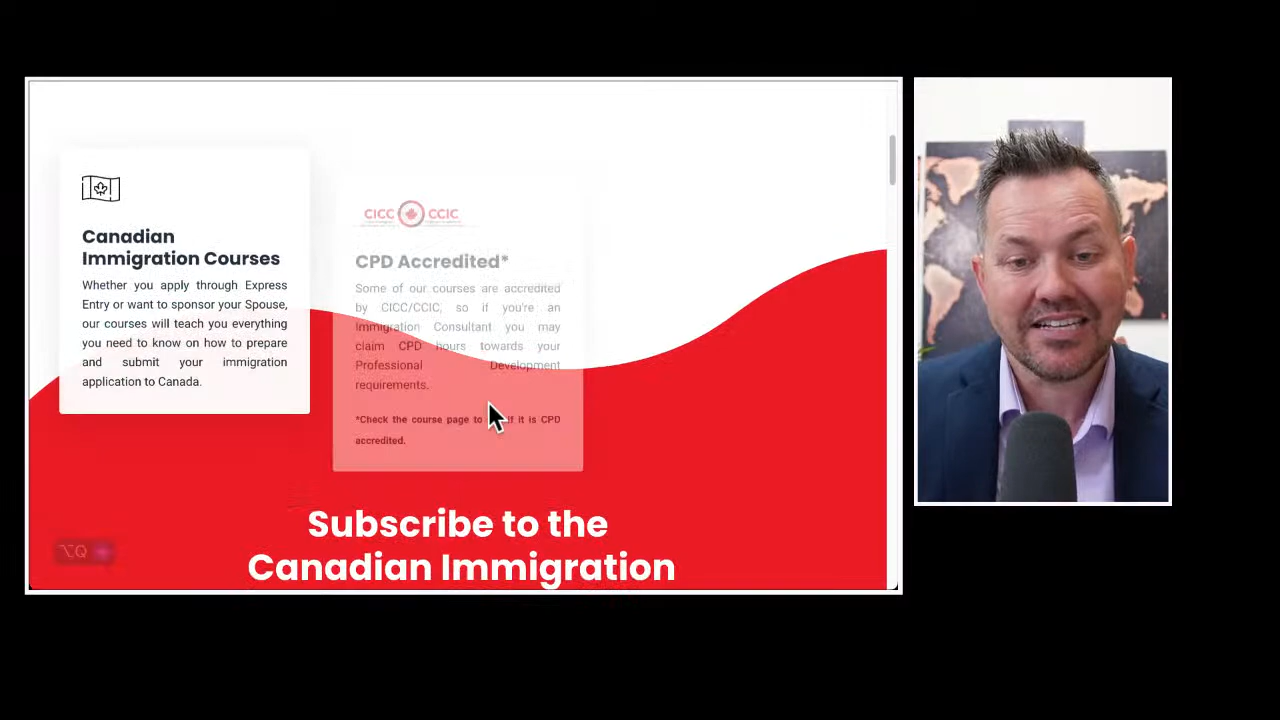 Canadian
Immigration Courses
Whether you apply through Express
Entry or want to sponsor your Spouse,
our courses will teach you everything
you need to know on how to prepare
and submit your immigration
application to Canada.
CICC CCIC
CPD Accredited*
Some of our courses are accredited
by CICC/CCIC, so if you're an
Immigration Consultant you may
claim CPD hours towards your
Professional Development
requirements.
*Check the course page to if it is CPD
accredited.
Subscribe to the
Canadian Immigration
⌥Q